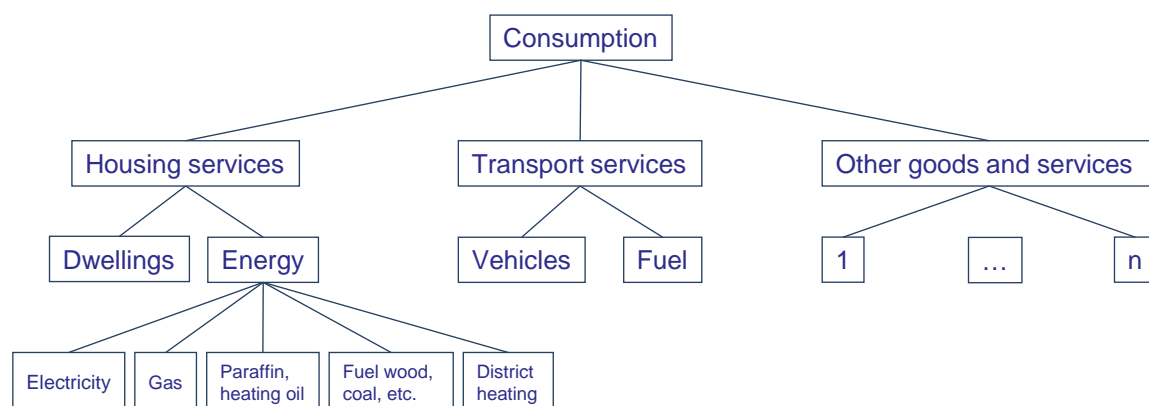 Consumption
Housing services
Transport services
Other goods and services
Dwellings
Energy
Vehicles
Fuel
1
…
n
Electricity
Gas
Paraffin,
heating oil
Fuel wood,
coal, etc.
District
heating